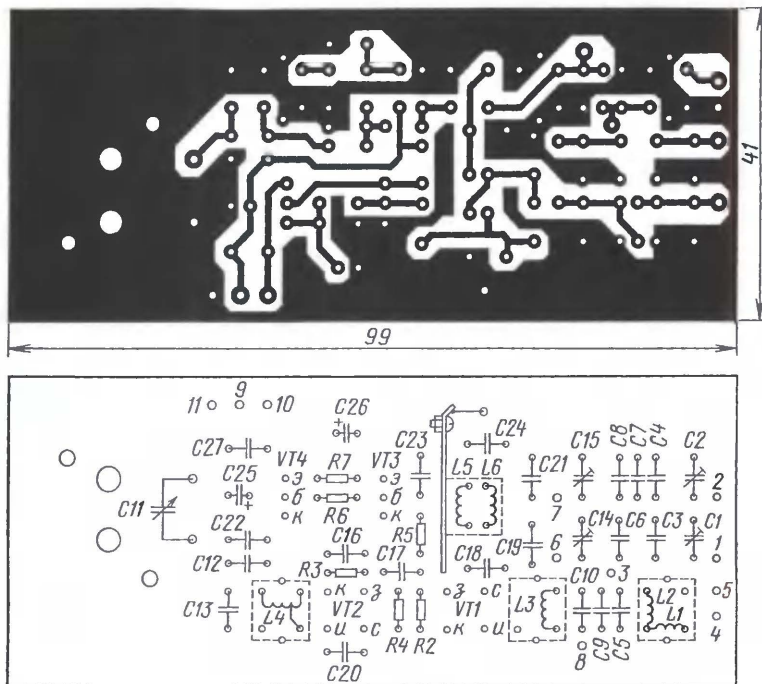 41
99
9
11 10
C26
C27 C25 VT4 э б к
R7 VT3 э б к
C23 C24
L5 L6
C21 C15 C8 C7 C4 C2 2
7
C11
C22 R6
C16 R5
C12 C17 C18 C19 6 C14 C6 C3 C1 1
R3
к з з с
C13 L4 VT2 VT1 L3 C10 3 L2 L1 5
и с R4 R2 к и
C9 C5 4
8
C20